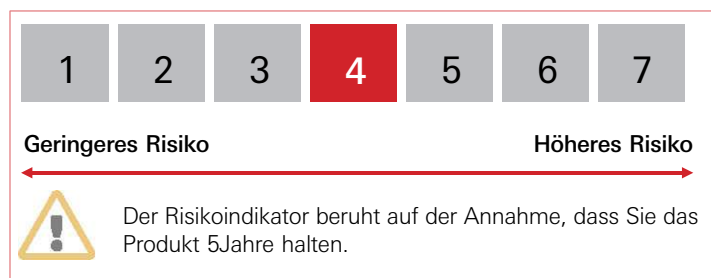 1 2 3 4 5 6 7
Geringeres Risiko Höheres Risiko
Der Risikoindikator beruht auf der Annahme, dass Sie das
Produkt 5Jahre halten.